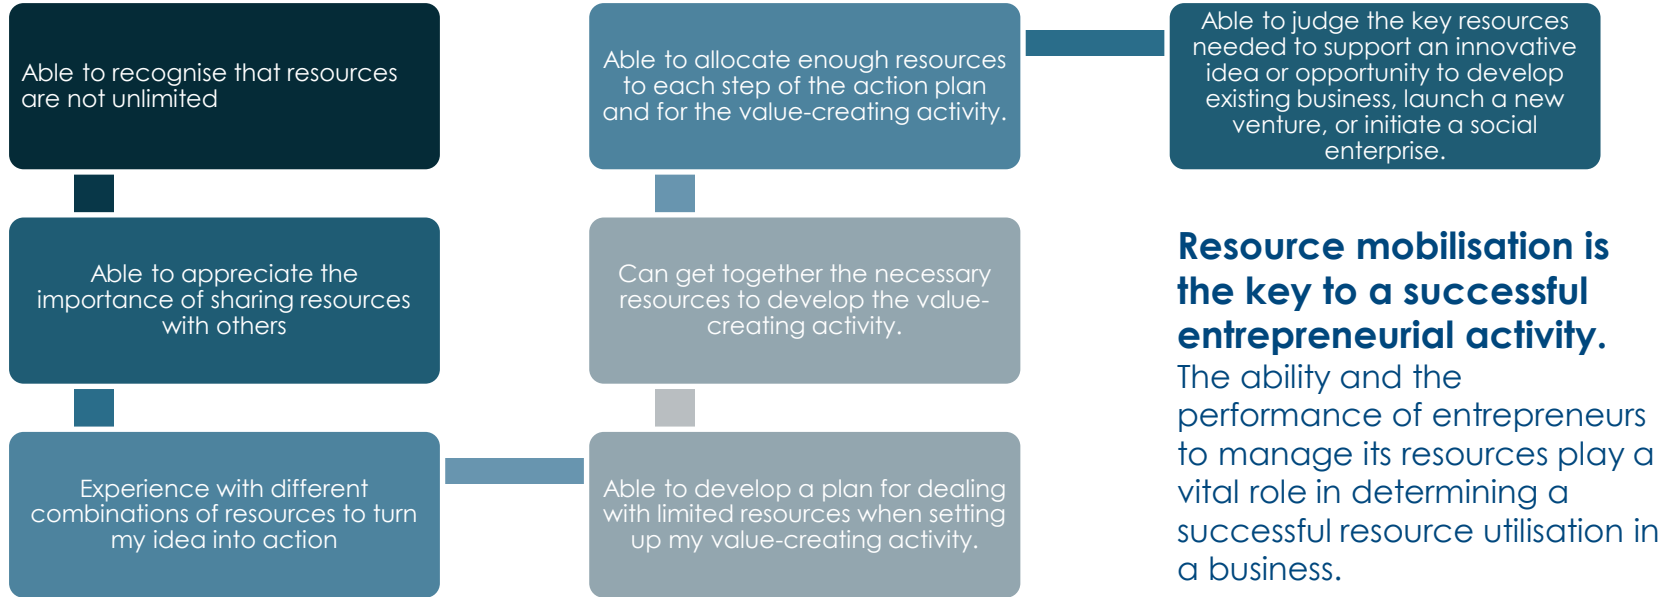 Able to recognise that resources
are not unlimited
Able to appreciate the
importance of sharing resources
with others
Experience with different
combinations of resources to turn
my idea into action
Able to develop a plan for dealing
with limited resources when setting
up my value-creating activity.
Can get together the necessary
resources to develop the value-
creating activity.
Able to allocate enough resources
to each step of the action plan
and for the value-creating activity.
Able to judge the key resources
needed to support an innovative
idea or opportunity to develop
existing business, launch a new
venture, or initiate a social
enterprise.
Resource mobilisation is
the key to a successful
entrepreneurial activity.
The ability and the
performance of entrepreneurs
to manage its resources play a
vital role in determining a
successful resource utilisation in
a business.